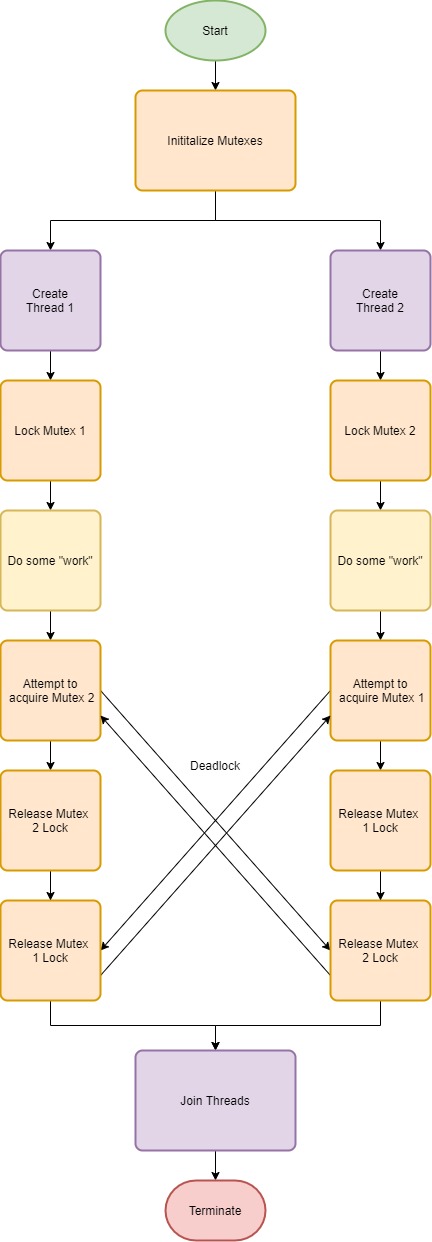 Start
Inititalize Mutexes
Create
Thread 1
Create
Thread 2
Lock Mutex 1
Lock Mutex 2
Do some "work"
Do some "work"
Attempt to
acquire Mutex 2
Attempt to
acquire Mutex 1
Deadlock
Release Mutex
2 Lock
Release Mutex
1 Lock
Release Mutex
1 Lock
Release Mutex
2 Lock
Join Threads
Terminate